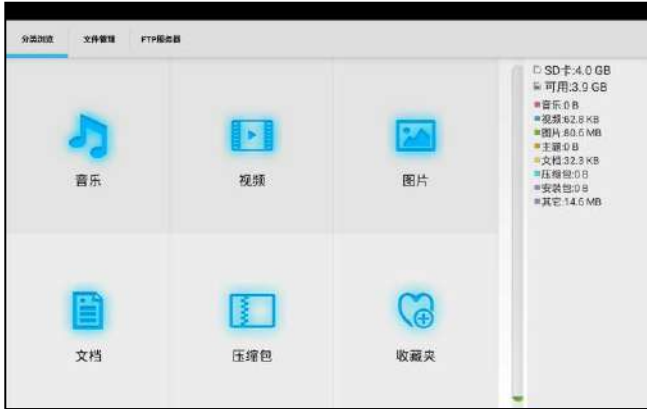 分类浏览 文件管理 FTP服务器
音乐 视频 图片
文档 压缩包 收藏夹
SD卡:4.0 GB
可用:3.9 GB
音乐:0 B
视频:62.8 KB
图片:80.6 MB
主题:0 B
文档:32.3 KB
压缩包:0 B
安装包:0 B
其它:14.6 MB